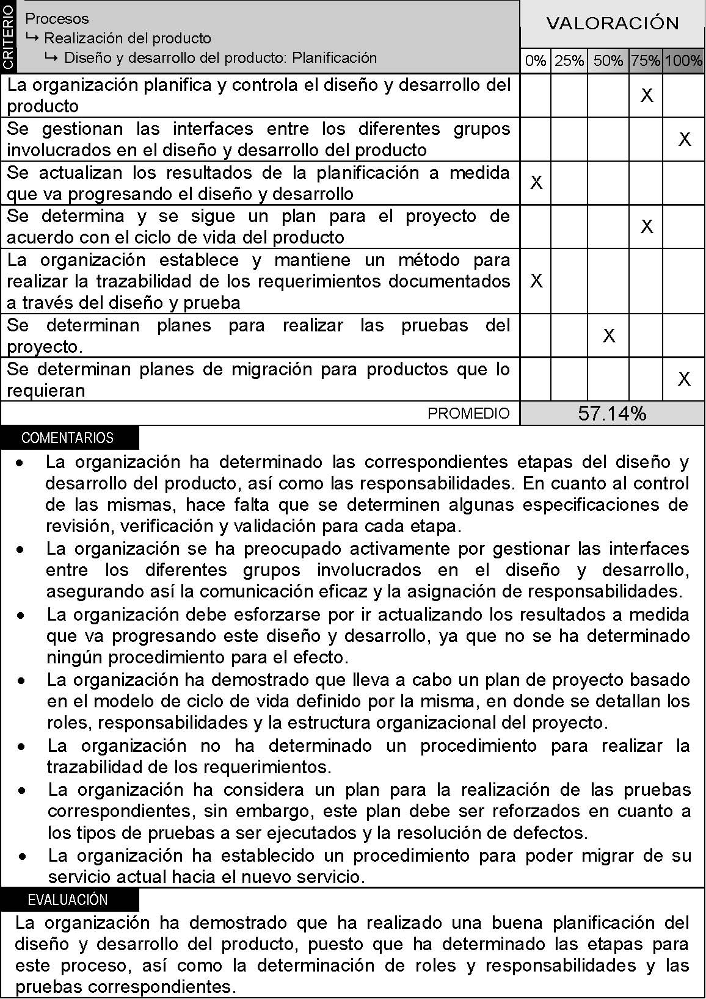 CRITERIO
Procesos
↳ Realización del producto
↳ Diseño y desarrollo del producto: Planificación
VALORACIÓN
0% 25% 50% 75% 100%
La organización planifica y controla el diseño y desarrollo del
producto
X
Se gestionan las interfaces entre los diferentes grupos
involucrados en el diseño y desarrollo del producto
X
Se actualizan los resultados de la planificación a medida
que va progresando el diseño y desarrollo
X
Se determina y se sigue un plan para el proyecto de
acuerdo con el ciclo de vida del producto
X
La organización establece y mantiene un método para
realizar la trazabilidad de los requerimientos documentados
a través del diseño y prueba
X
Se determinan planes para realizar las pruebas del
proyecto.
X
Se determinan planes de migración para productos que lo
requieran
X
PROMEDIO 57.14%
COMENTARIOS
• La organización ha determinado las correspondientes etapas del diseño y
desarrollo del producto, así como las responsabilidades. En cuanto al control
de las mismas, hace falta que se determinen algunas especificaciones de
revisión, verificación y validación para cada etapa.
• La organización se ha preocupado activamente por gestionar las interfaces
entre los diferentes grupos involucrados en el diseño y desarrollo,
asegurando así la comunicación eficaz y la asignación de responsabilidades.
• La organización debe esforzarse por ir actualizando los resultados a medida
que va progresando este diseño y desarrollo, ya que no se ha determinado
ningún procedimiento para el efecto.
• La organización ha demostrado que lleva a cabo un plan de proyecto basado
en el modelo de ciclo de vida definido por la misma, en donde se detallan los
roles, responsabilidades y la estructura organizacional del proyecto.
• La organización no ha determinado un procedimiento para realizar la
trazabilidad de los requerimientos.
• La organización ha considera un plan para la realización de las pruebas
correspondientes, sin embargo, este plan debe ser reforzados en cuanto a
los tipos de pruebas a ser ejecutados y la resolución de defectos.
• La organización ha establecido un procedimiento para poder migrar de su
servicio actual hacia el nuevo servicio.
EVALUACIÓN
La organización ha demostrado que ha realizado una buena planificación del
diseño y desarrollo del producto, puesto que ha determinado las etapas para
este proceso, así como la determinación de roles y responsabilidades y las
pruebas correspondientes.